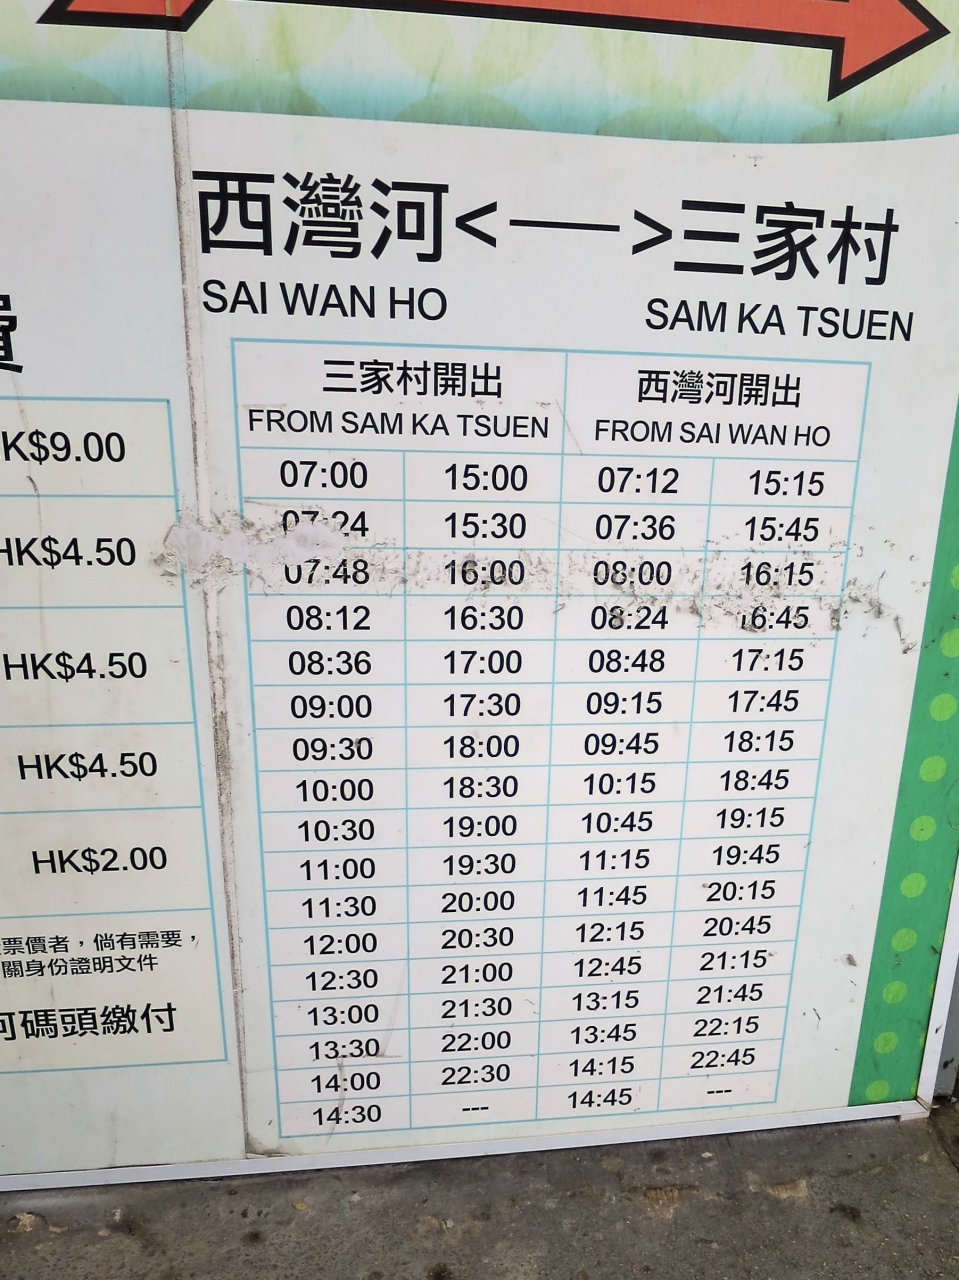 西灣河<—>三家村
SAI WAN HO SAM KA TSUEN
費
K$9.00
HK$4.50
HK$4.50
HK$4.50
HK$2.00
票價者，倘有需要，
關身份證明文件
可碼頭繳付
三家村開出 西灣河開出
FROM SAM KA TSUEN FROM SAI WAN HO
07:00 15:00 07:12 15:15
07:24 15:30 07:36 15:45
07:48 16:00 08:00 16:15
08:12 16:30 08:24 16:45
08:36 17:00 08:48 17:15
09:00 17:30 09:15 17:45
09:30 18:00 09:45 18:15
10:00 18:30 10:15 18:45
10:30 19:00 10:45 19:15
11:00 19:30 11:15 19:45
11:30 20:00 11:45 20:15
12:00 20:30 12:15 20:45
12:30 21:00 12:45 21:15
13:00 21:30 13:15 21:45
13:30 22:00 13:45 22:15
14:00 22:30 14:15 22:45
14:30 --- 14:45 ---